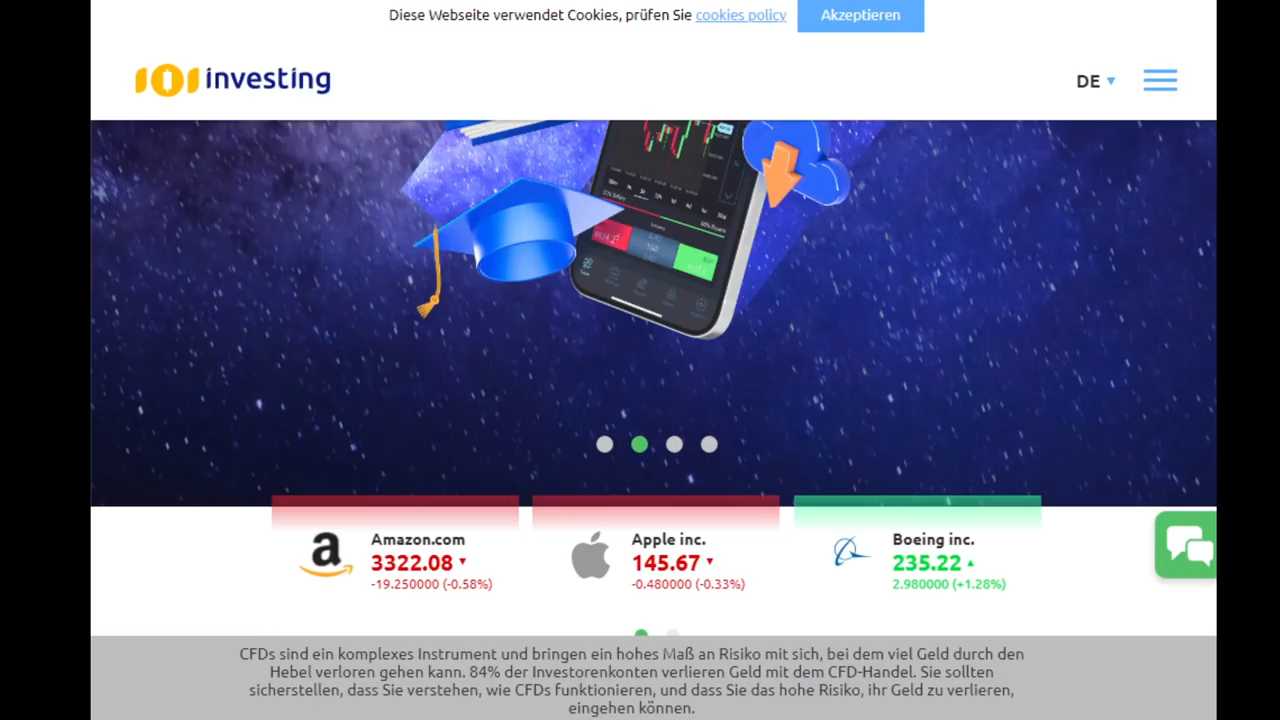 Diese Webseite verwendet Cookies, prüfen Sie cookies policy
Akzeptieren
101investing
DE
Amazon.com
3322.08
-19.250000 (-0.58%)
Apple inc.
145.67
-0.480000 (-0.33%)
Boeing inc.
235.22
2.980000 (+1.28%)
CFDs sind ein komplexes Instrument und bringen ein hohes Maß an Risiko mit sich, bei dem viel Geld durch den
Hebel verloren gehen kann. 84% der Investorenkonten verlieren Geld mit dem CFD-Handel. Sie sollten
sicherstellen, dass Sie verstehen, wie CFDs funktionieren, und dass Sie das hohe Risiko, ihr Geld zu verlieren,
eingehen können.